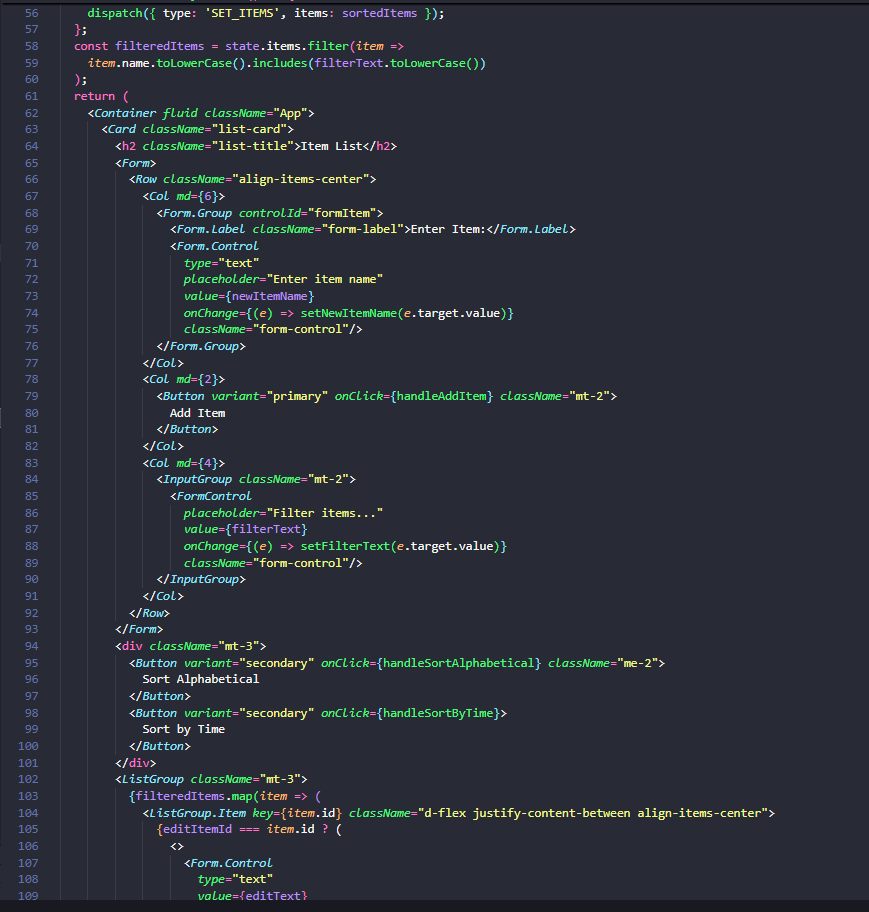 56 dispatch({ type: 'SET_ITEMS', items: sortedItems });
57 };
58 const filteredItems = state.items.filter(item =>
59 item.name.toLowerCase().includes(filterText.toLowerCase())
60 );
61 return (
62 <Container fluid className="App">
63 <Card className="list-card">
64 <h2 className="list-title">Item List</h2>
65 <Form>
66 <Row className="align-items-center">
67 <Col md={6}>
68 <Form.Group controlId="formItem">
69 <Form.Label className="form-label">Enter Item:</Form.Label>
70 <Form.Control
71 type="text"
72 placeholder="Enter item name"
73 value={newItemName}
74 onChange={(e) => setNewItemName(e.target.value)}
75 className="form-control"/>
76 </Form.Group>
77 </Col>
78 <Col md={2}>
79 <Button variant="primary" onClick={handleAddItem} className="mt-2">
80 Add Item
81 </Button>
82 </Col>
83 <Col md={4}>
84 <InputGroup className="mt-2">
85 <FormControl
86 placeholder="Filter items..."
87 value={filterText}
88 onChange={(e) => setFilterText(e.target.value)}
89 className="form-control"/>
90 </InputGroup>
91 </Col>
92 </Row>
93 </Form>
94 <div className="mt-3">
95 <Button variant="secondary" onClick={handleSortAlphabetical} className="me-2">
96 Sort Alphabetical
97 </Button>
98 <Button variant="secondary" onClick={handleSortByTime}>
99 Sort by Time
100 </Button>
101 </div>
102 <ListGroup className="mt-3">
103 {filteredItems.map(item => (
104 <ListGroup.Item key={item.id} className="d-flex justify-content-between align-items-center">
105 {editItemId === item.id ? (
106 <>
107 <Form.Control
108 type="text"
109 value={editText}